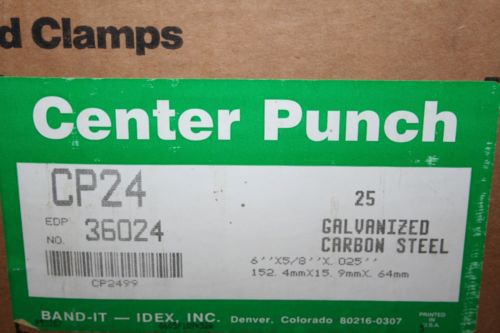 d Clamps
Center Punch
CP24
25
EDP NO. 36024
GALVANIZED
CARBON STEEL
6''X5/8''X.025''
152.4mmX15.9mmX.64mm
CP2499
BAND-IT — IDEX, INC. Denver, Colorado 80216-0307
PRINTED IN U.S.A.